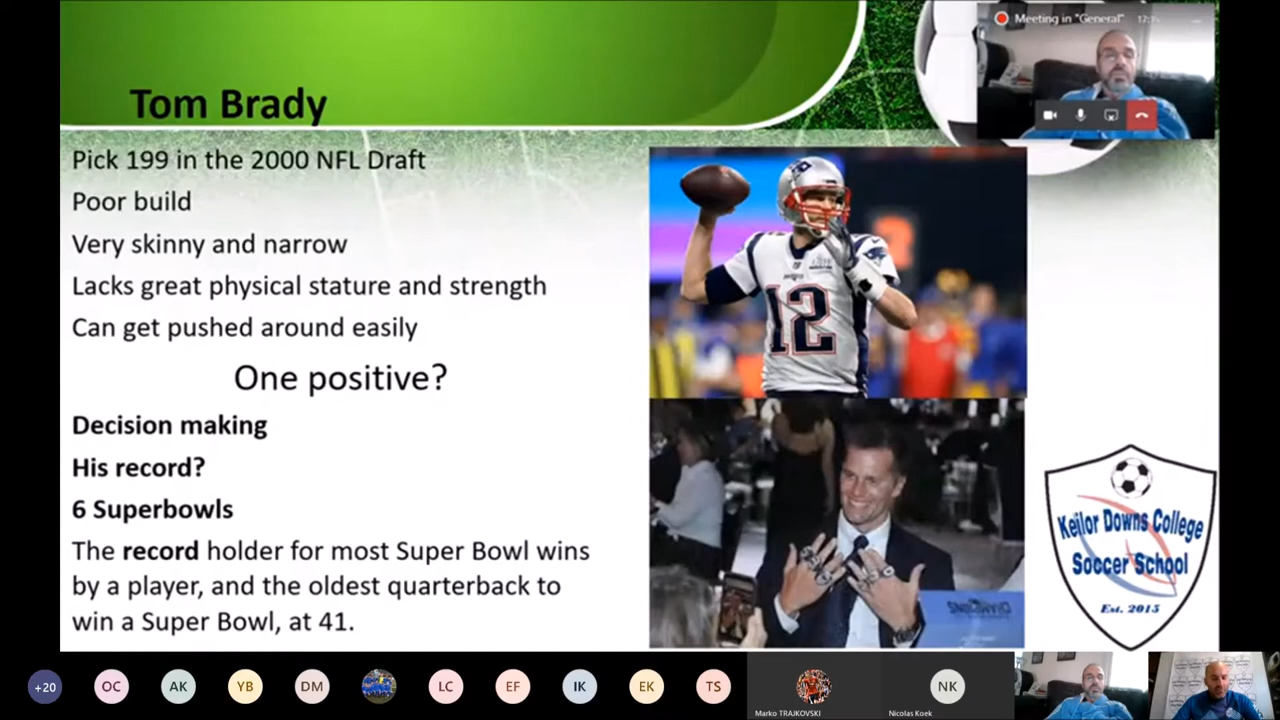 Meeting in "General"
Tom Brady
Pick 199 in the 2000 NFL Draft
Poor build
Very skinny and narrow
Lacks great physical stature and strength
Can get pushed around easily
One positive?
Decision making
His record?
6 Superbowls
The record holder for most Super Bowl wins
by a player, and the oldest quarterback to
win a Super Bowl, at 41.
12
Keilor Downs College
Soccer School
Est. 2015
+20
OC
AK
YB
DM
LC
EF
IK
EK
TS
Marko TRAJKOVSKI
NK
Nicolas Koek